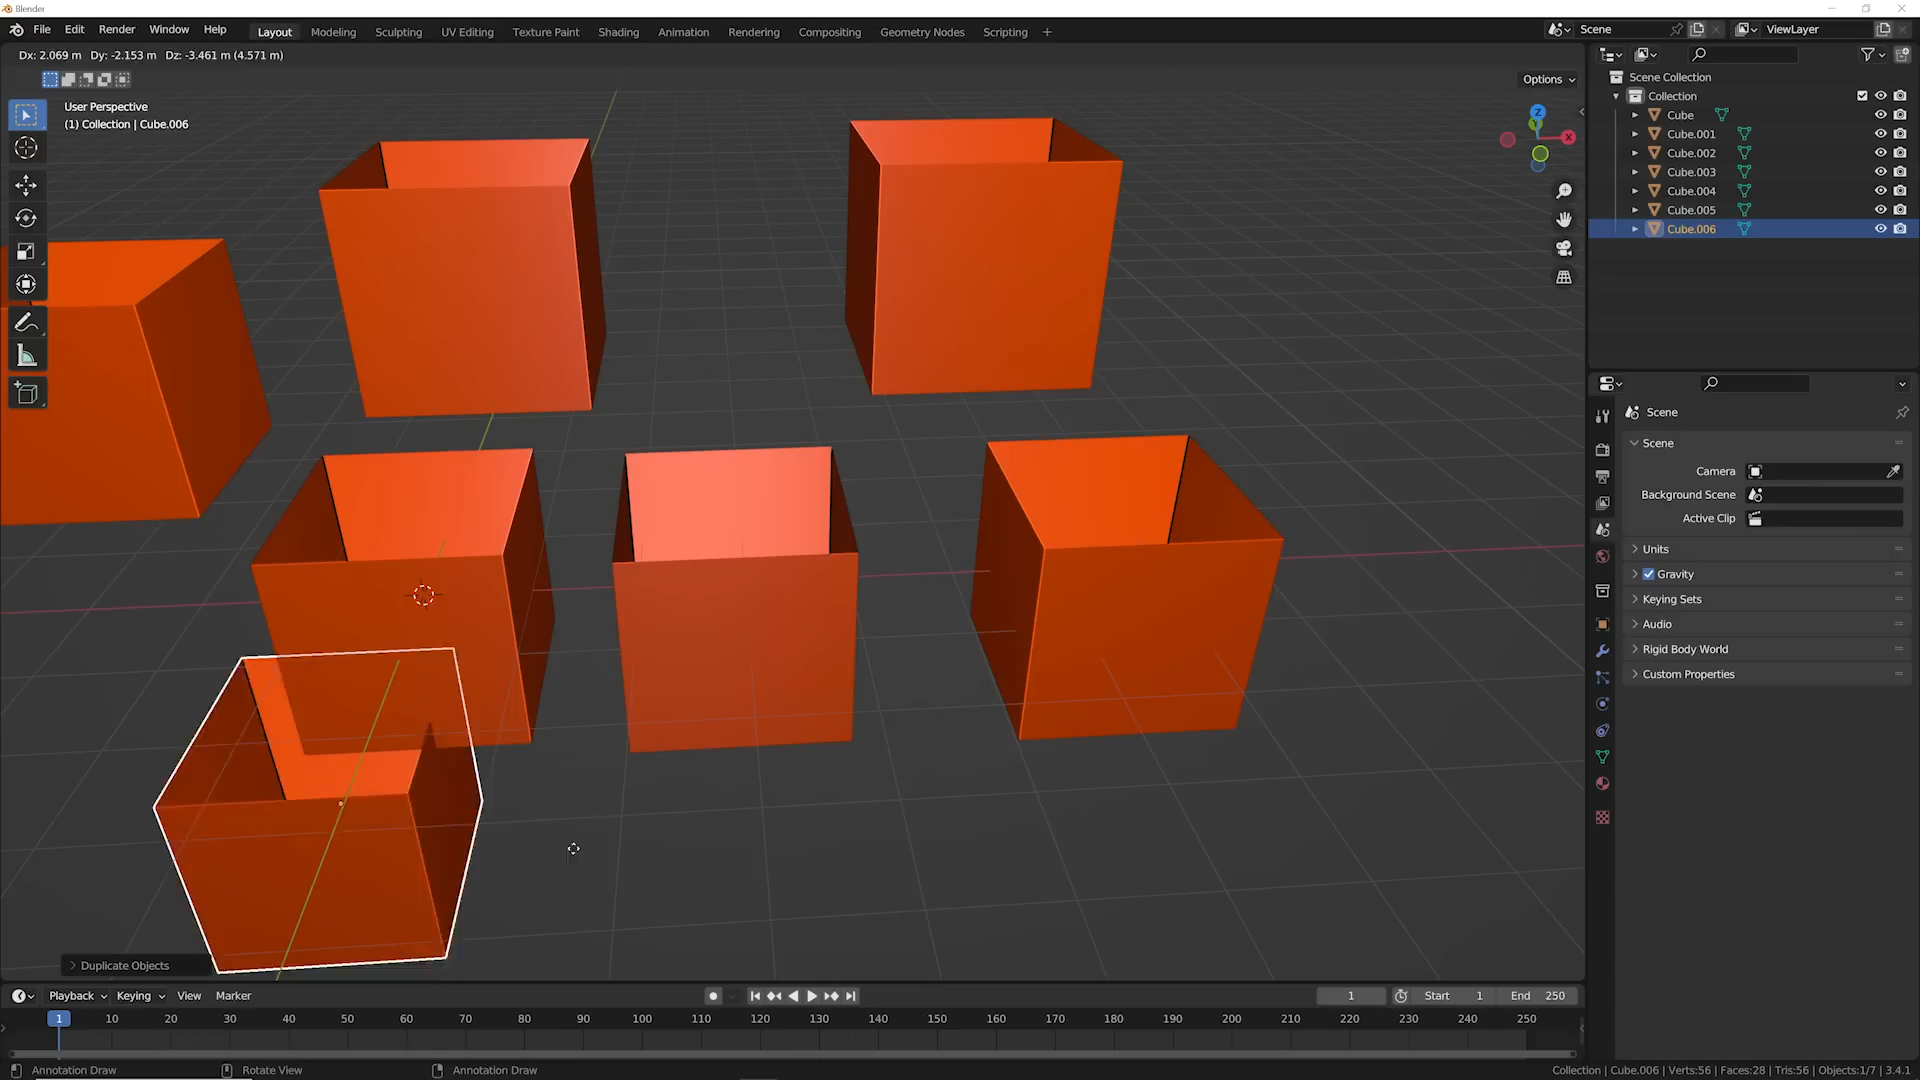 Blender
File Edit Render Window Help Layout Modeling Sculpting UV Editing Texture Paint Shading Animation Rendering Compositing Geometry Nodes Scripting + Scene ViewLayer
Dx: 2.069 m Dy: -2.153 m Dz: -3.461 m (4.571 m)
Options
User Perspective
(1) Collection | Cube.006
Z
X
Scene Collection
Collection
Cube
Cube.001
Cube.002
Cube.003
Cube.004
Cube.005
Cube.006
Scene
Scene
Camera
Background Scene
Active Clip
Units
Gravity
Keying Sets
Audio
Rigid Body World
Custom Properties
Duplicate Objects
Playback Keying View Marker 1 Start 1 End 250
1 10 20 30 40 50 60 70 80 90 100 110 120 130 140 150 160 170 180 190 200 210 220 230 240 250
Annotation Draw Rotate View Annotation Draw Collection | Cube.006 | Verts:56 | Faces:28 | Tris:56 | Objects:1/7 | 3.4.1